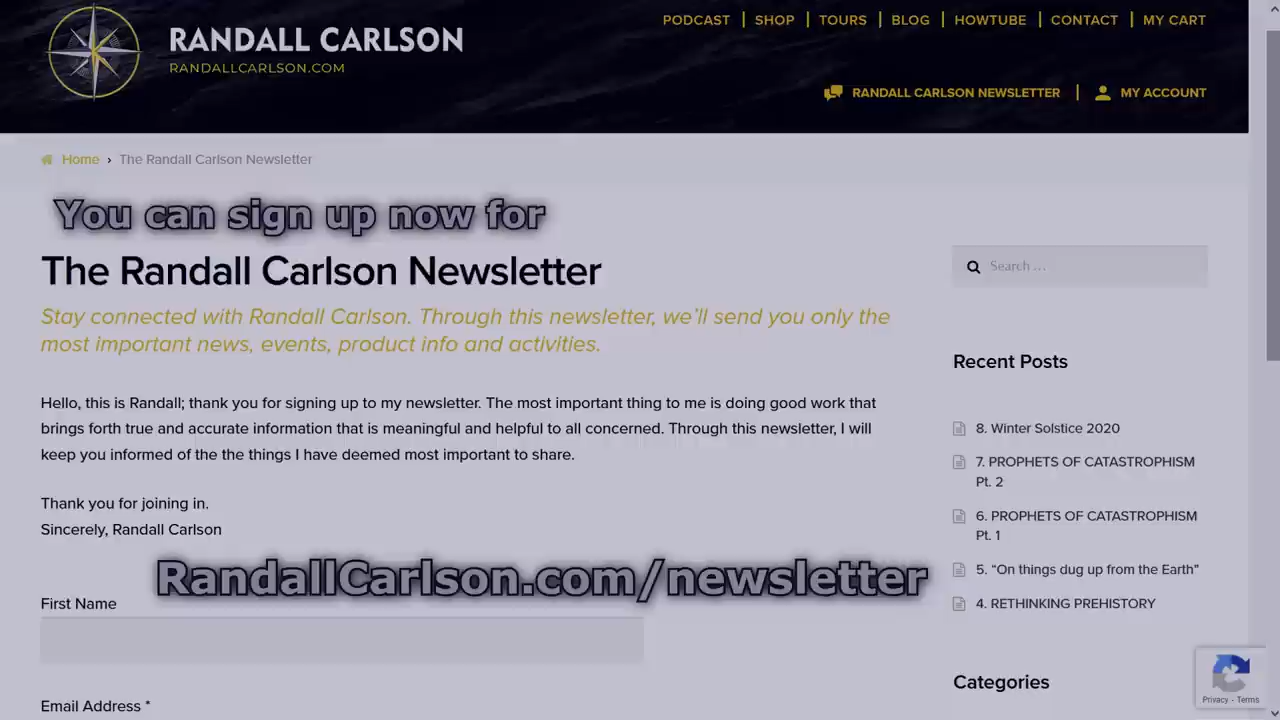 PODCAST | SHOP | TOURS | BLOG | HOWTUBE | CONTACT | MY CART
RANDALL CARLSON
RANDALLCARLSON.COM
RANDALL CARLSON NEWSLETTER | MY ACCOUNT
Home › The Randall Carlson Newsletter
You can sign up now for
The Randall Carlson Newsletter
Stay connected with Randall Carlson. Through this newsletter, we'll send you only the
most important news, events, product info and activities.
Hello, this is Randall; thank you for signing up to my newsletter. The most important thing to me is doing good work that
brings forth true and accurate information that is meaningful and helpful to all concerned. Through this newsletter, I will
keep you informed of the the things I have deemed most important to share.
Thank you for joining in.
Sincerely, Randall Carlson
RandallCarlson.com/newsletter
First Name
Email Address *
Search ...
Recent Posts
8. Winter Solstice 2020
7. PROPHETS OF CATASTROPHISM
Pt. 2
6. PROPHETS OF CATASTROPHISM
Pt. 1
5. “On things dug up from the Earth”
4. RETHINKING PREHISTORY
Categories
Privacy - Terms